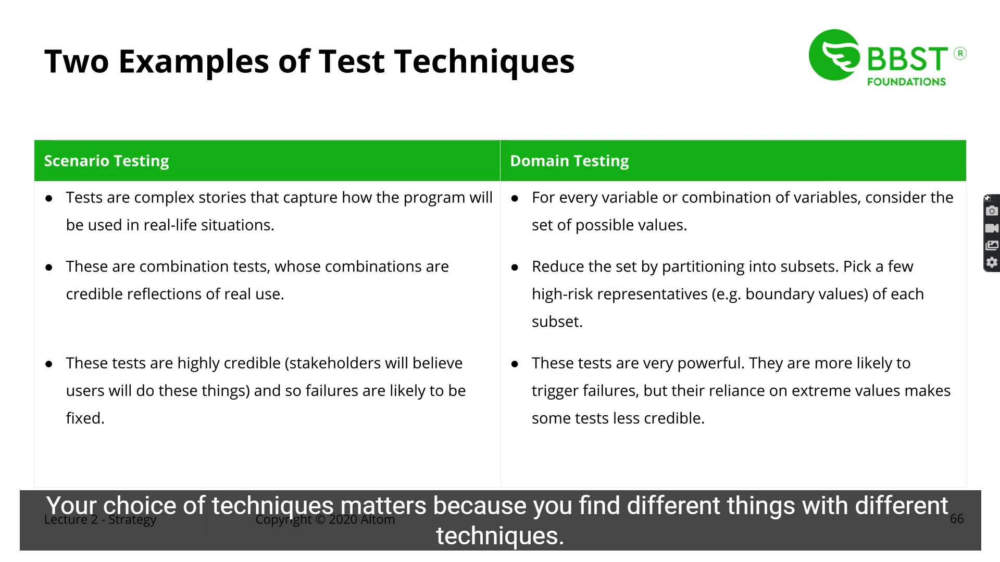 Two Examples of Test Techniques
BBST ®
FOUNDATIONS
Scenario Testing
● Tests are complex stories that capture how the program will
be used in real-life situations.
● These are combination tests, whose combinations are
credible reflections of real use.
● These tests are highly credible (stakeholders will believe
users will do these things) and so failures are likely to be
fixed.
Domain Testing
● For every variable or combination of variables, consider the
set of possible values.
● Reduce the set by partitioning into subsets. Pick a few
high-risk representatives (e.g. boundary values) of each
subset.
● These tests are very powerful. They are more likely to
trigger failures, but their reliance on extreme values makes
some tests less credible.
Your choice of techniques matters because you find different things with different
techniques.
Lecture 2 - Strategy
Copyright © 2020 Altom
66